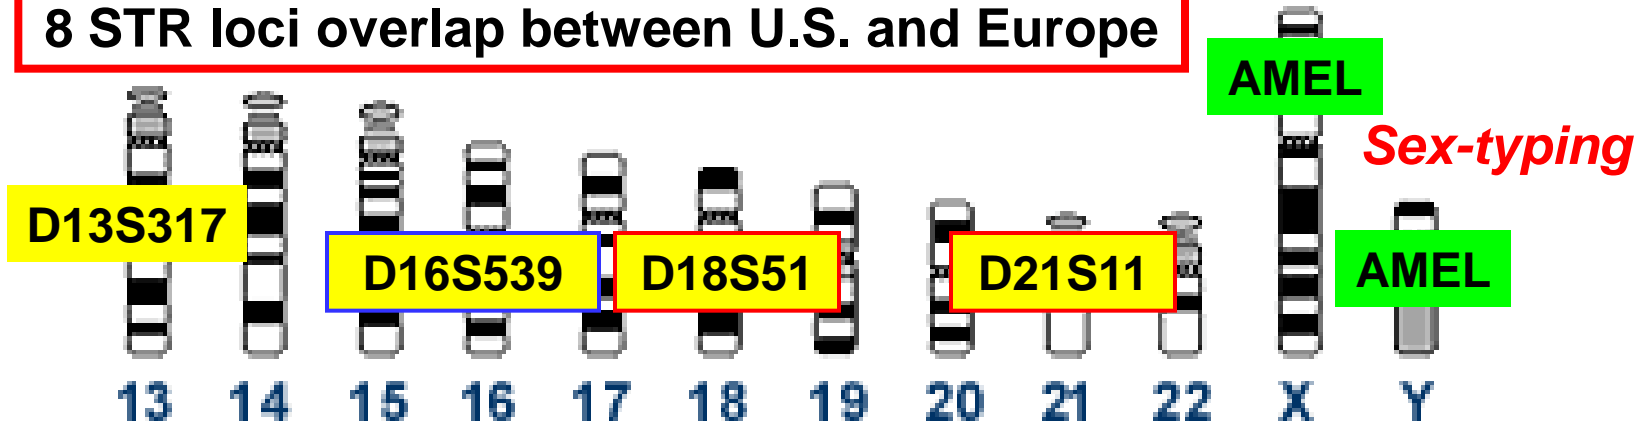 8 STR loci overlap between U.S. and Europe
AMEL
Sex-typing
D13S317
D16S539
D18S51
D21S11
AMEL
13 14 15 16 17 18 19 20 21 22 X Y